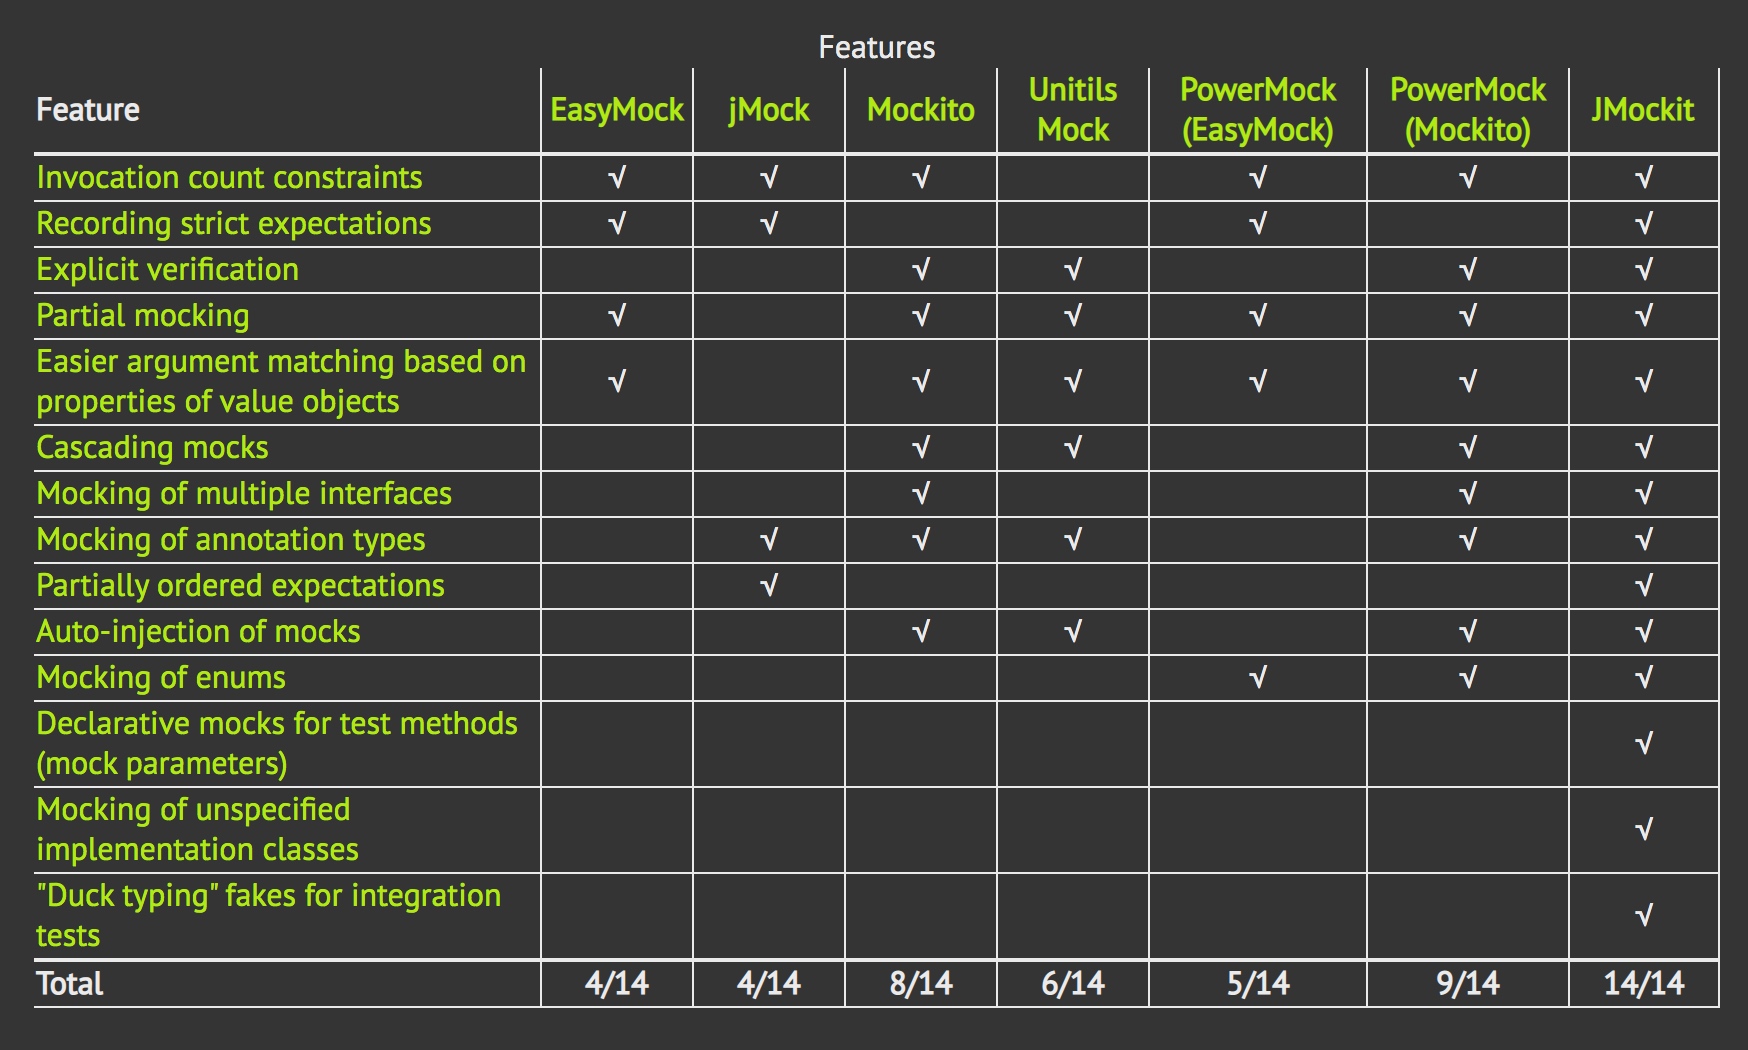 Features
Feature EasyMock jMock Mockito Unitils Mock PowerMock (EasyMock) PowerMock (Mockito) JMockit
Invocation count constraints √ √ √ √ √ √
Recording strict expectations √ √ √ √
Explicit verification √ √ √ √
Partial mocking √ √ √ √ √ √
Easier argument matching based on
properties of value objects √ √ √ √ √ √
Cascading mocks √ √ √ √
Mocking of multiple interfaces √ √ √
Mocking of annotation types √ √ √ √ √
Partially ordered expectations √ √
Auto-injection of mocks √ √ √ √
Mocking of enums √ √ √
Declarative mocks for test methods
(mock parameters) √
Mocking of unspecified
implementation classes √
"Duck typing" fakes for integration
tests √
Total 4/14 4/14 8/14 6/14 5/14 9/14 14/14